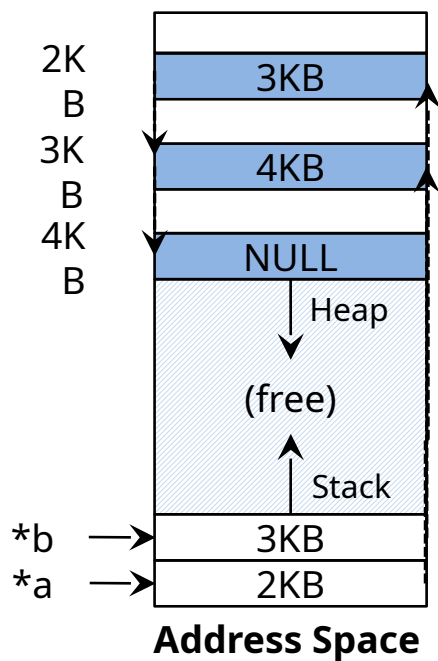 2K
B
3KB
3K
B
4KB
4K
B
NULL
Heap
(free)
Stack
*b
3KB
*a
2KB
Address Space